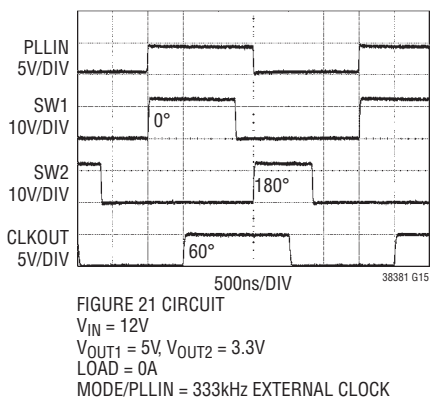 PLLIN
5V/DIV
SW1
10V/DIV
0°
SW2
10V/DIV
180°
CLKOUT
5V/DIV
60°
500ns/DIV
38381 G15
FIGURE 21 CIRCUIT
VIN = 12V
VOUT1 = 5V, VOUT2 = 3.3V
LOAD = 0A
MODE/PLLIN = 333kHz EXTERNAL CLOCK